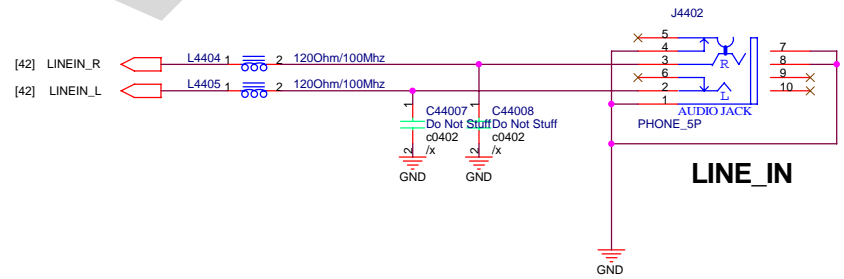 J4402
5
4
3
6
2
1
R
L
7
8
9
10
AUDIO JACK
PHONE_5P
[42] LINEIN_R
L4404 1 2 120Ohm/100Mhz
[42] LINEIN_L
L4405 1 2 120Ohm/100Mhz
1
C44007
Do Not Stuff
c0402
/x
2
GND
1
C44008
Do Not Stuff
c0402
/x
2
GND
LINE_IN
GND